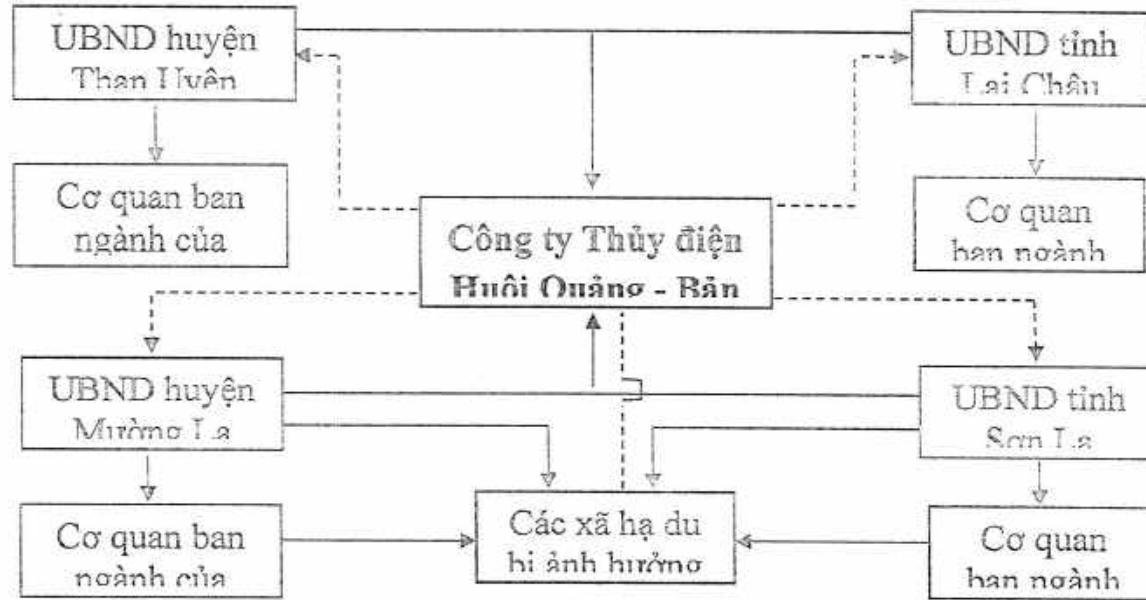 UBND huyện
Than Uyên
UBND tỉnh
Lai Châu
Cơ quan ban
ngành của
Cơ quan
ban ngành
Công ty Thủy điện
Huội Quảng - Bản
UBND huyện
Mường La
UBND tỉnh
Sơn La
Cơ quan ban
ngành của
Các xã hạ du
bị ảnh hưởng
Cơ quan
ban ngành